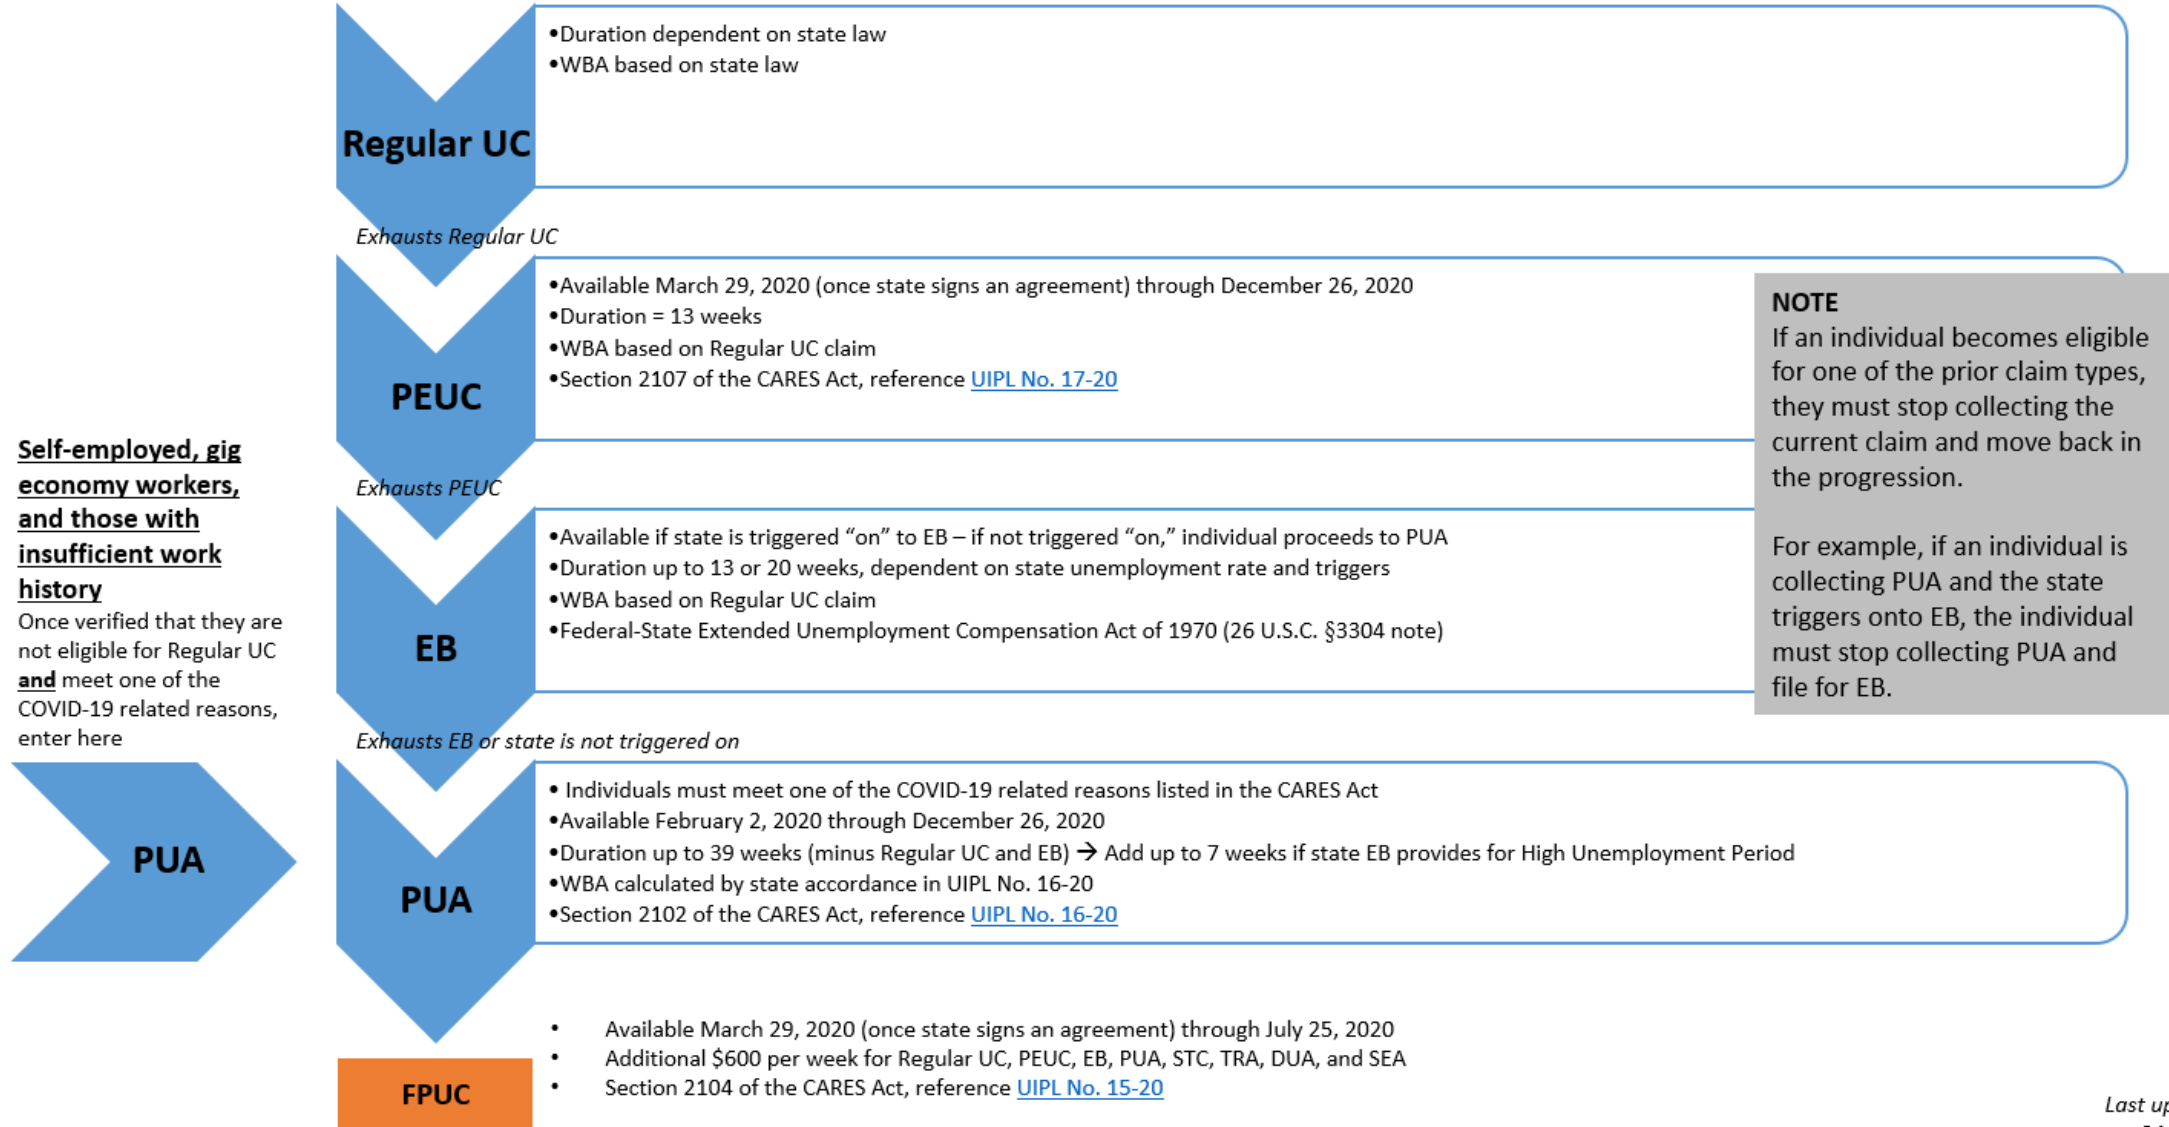 •Duration dependent on state law
•WBA based on state law
Regular UC
Exhausts Regular UC
•Available March 29, 2020 (once state signs an agreement) through December 26, 2020
•Duration = 13 weeks
•WBA based on Regular UC claim
•Section 2107 of the CARES Act, reference UIPL No. 17-20
PEUC
Exhausts PEUC
•Available if state is triggered “on” to EB – if not triggered “on,” individual proceeds to PUA
•Duration up to 13 or 20 weeks, dependent on state unemployment rate and triggers
•WBA based on Regular UC claim
•Federal-State Extended Unemployment Compensation Act of 1970 (26 U.S.C. §3304 note)
EB
Exhausts EB or state is not triggered on
NOTE
If an individual becomes eligible
for one of the prior claim types,
they must stop collecting the
current claim and move back in
the progression.
For example, if an individual is
collecting PUA and the state
triggers onto EB, the individual
must stop collecting PUA and
file for EB.
Self-employed, gig
economy workers,
and those with
insufficient work
history
Once verified that they are
not eligible for Regular UC
and meet one of the
COVID-19 related reasons,
enter here
PUA
• Individuals must meet one of the COVID-19 related reasons listed in the CARES Act
•Available February 2, 2020 through December 26, 2020
•Duration up to 39 weeks (minus Regular UC and EB) → Add up to 7 weeks if state EB provides for High Unemployment Period
•WBA calculated by state accordance in UIPL No. 16-20
•Section 2102 of the CARES Act, reference UIPL No. 16-20
PUA
• Available March 29, 2020 (once state signs an agreement) through July 25, 2020
• Additional $600 per week for Regular UC, PEUC, EB, PUA, STC, TRA, DUA, and SEA
• Section 2104 of the CARES Act, reference UIPL No. 15-20
FPUC
Last